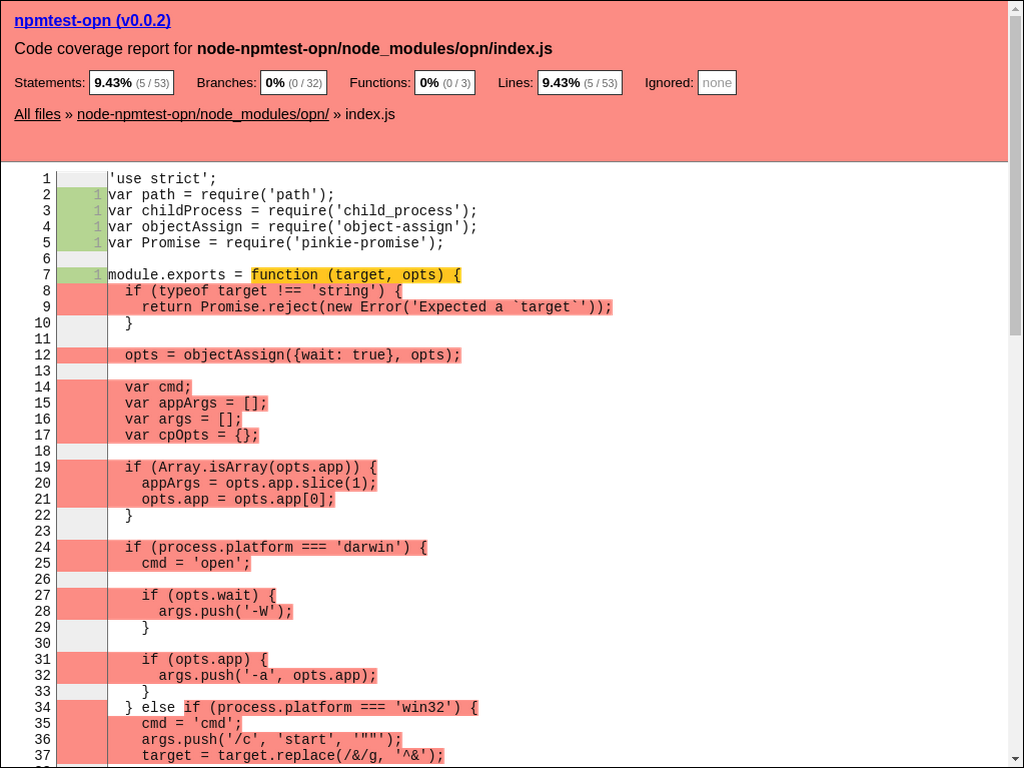 npmtest-opn (v0.0.2)
Code coverage report for node-npmtest-opn/node_modules/opn/index.js
Statements: 9.43% (5 / 53) Branches: 0% (0 / 32) Functions: 0% (0 / 3) Lines: 9.43% (5 / 53) Ignored: none
All files » node-npmtest-opn/node_modules/opn/ » index.js
1 'use strict';
2 1 var path = require('path');
3 1 var childProcess = require('child_process');
4 1 var objectAssign = require('object-assign');
5 1 var Promise = require('pinkie-promise');
6
7 1 module.exports = function (target, opts) {
8   if (typeof target !== 'string') {
9     return Promise.reject(new Error('Expected a `target`'));
10   }
11
12   opts = objectAssign({wait: true}, opts);
13
14   var cmd;
15   var appArgs = [];
16   var args = [];
17   var cpOpts = {};
18
19   if (Array.isArray(opts.app)) {
20     appArgs = opts.app.slice(1);
21     opts.app = opts.app[0];
22   }
23
24   if (process.platform === 'darwin') {
25     cmd = 'open';
26
27     if (opts.wait) {
28       args.push('-W');
29     }
30
31     if (opts.app) {
32       args.push('-a', opts.app);
33     }
34   } else if (process.platform === 'win32') {
35     cmd = 'cmd';
36     args.push('/c', 'start', '""');
37     target = target.replace(/&/g, '^&');